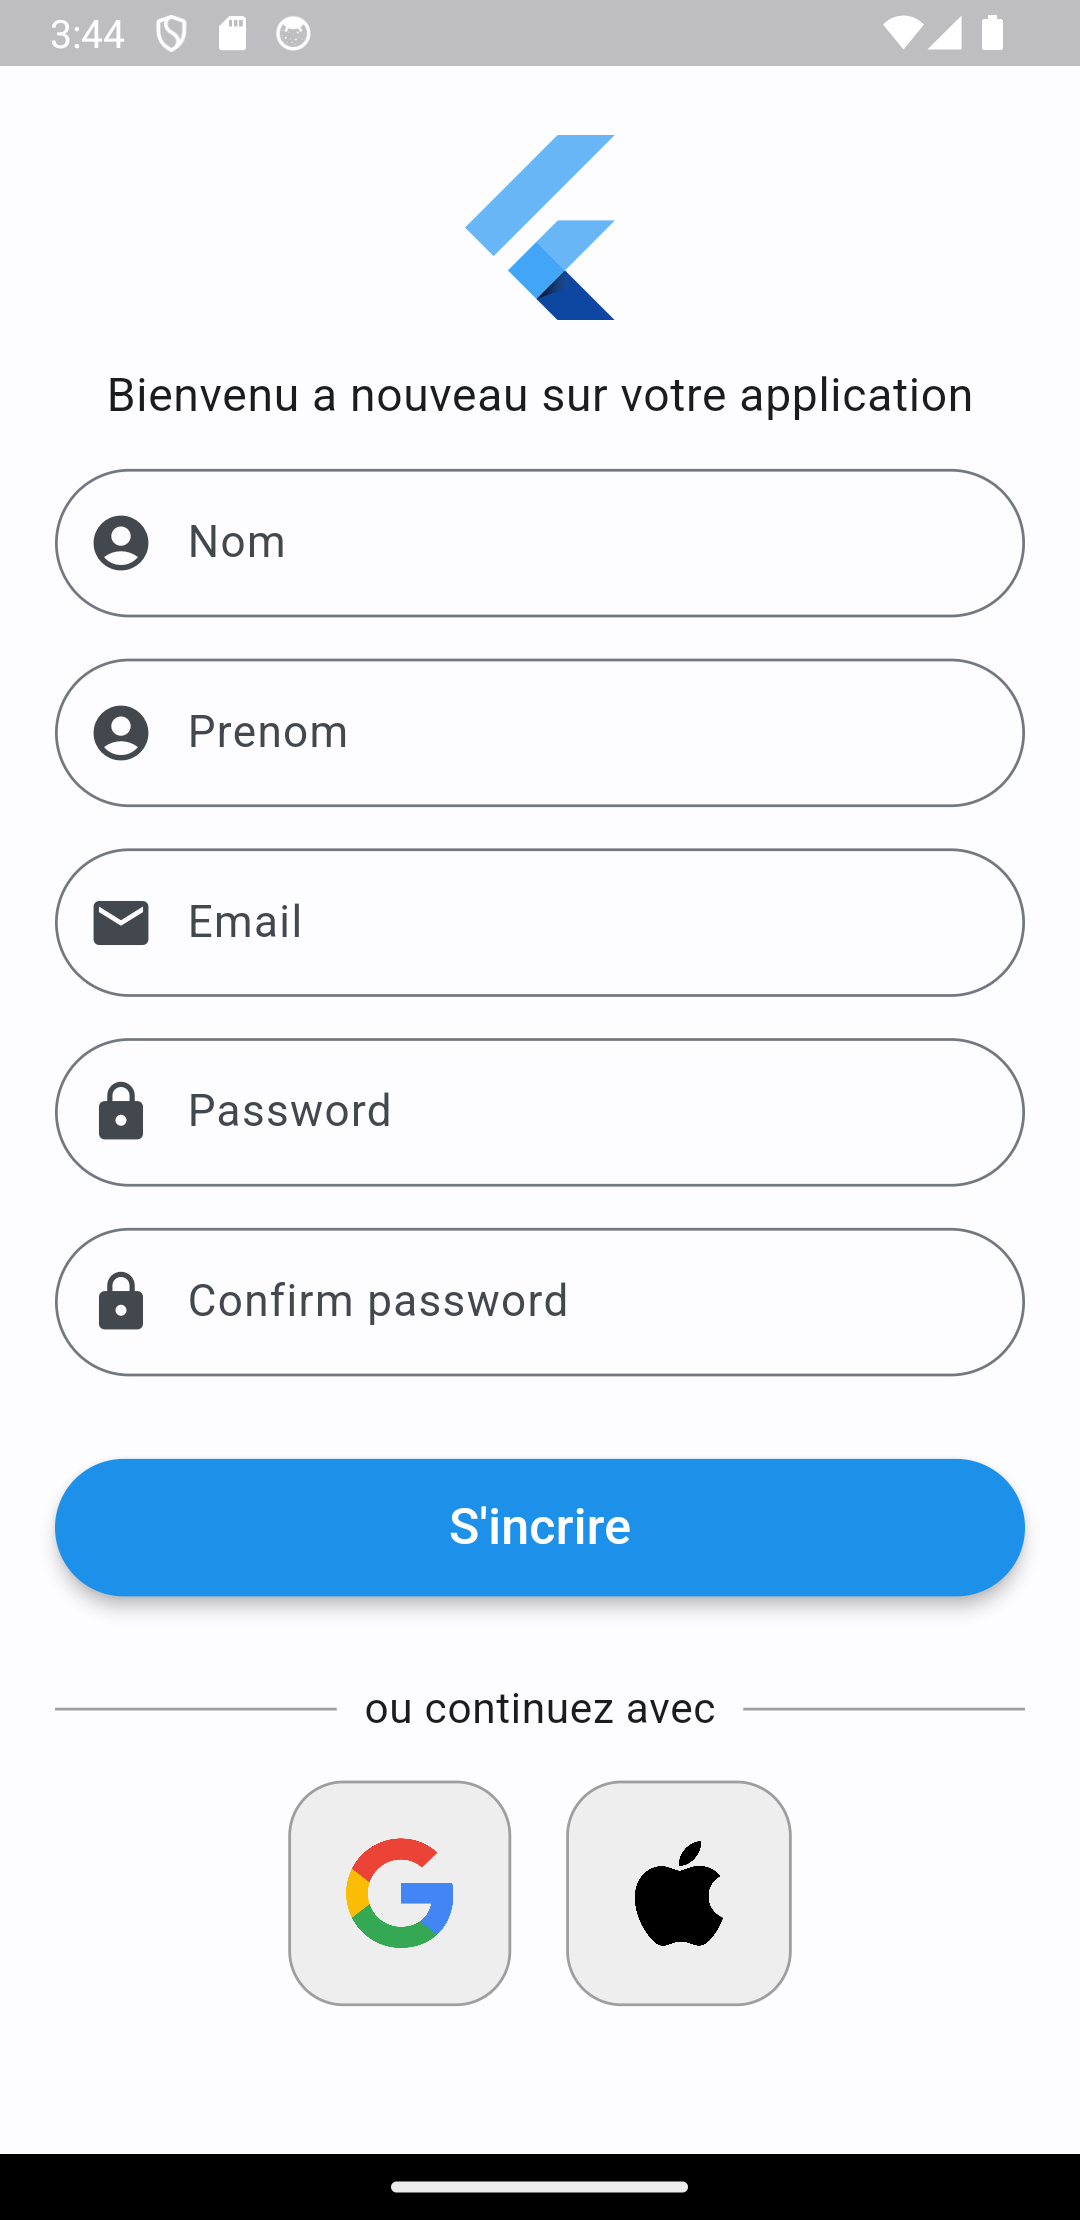 3:44
Bienvenu a nouveau sur votre application
Nom
Prenom
Email
Password
Confirm password
S'incrire
ou continuez avec